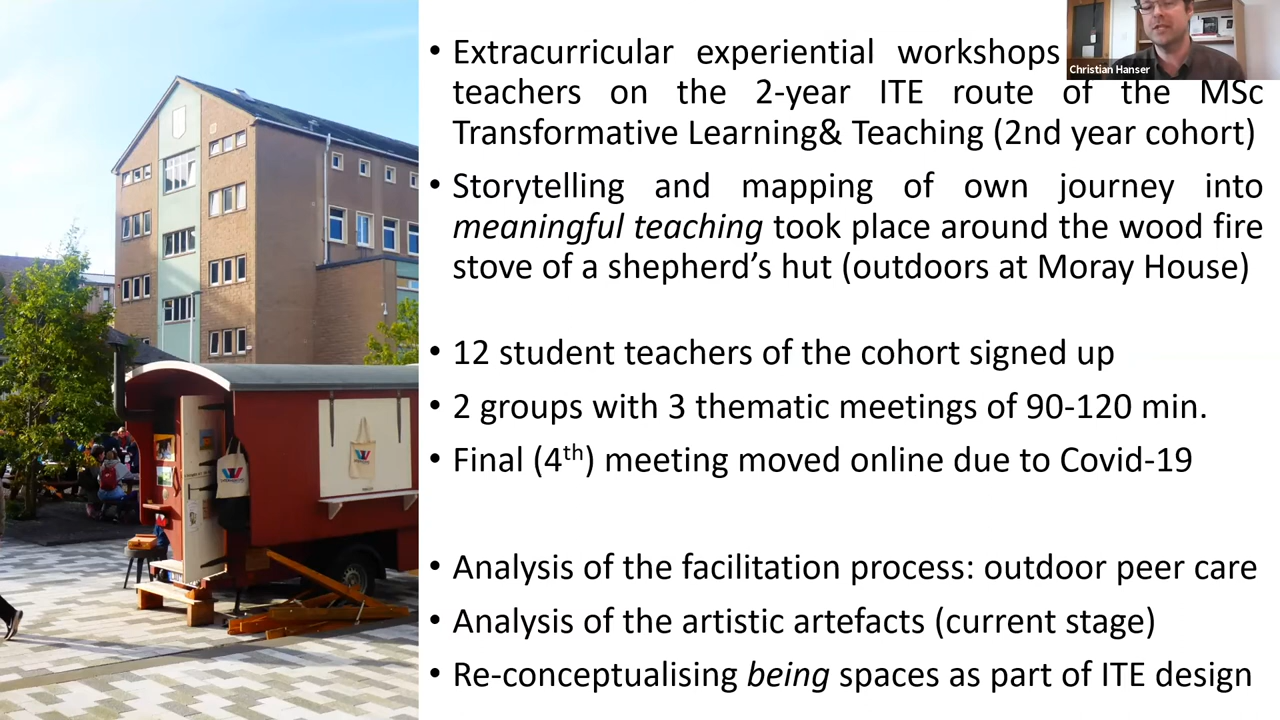 • Extracurricular experiential workshops
Christian Hanser
teachers on the 2-year ITE route of the MSc
Transformative Learning& Teaching (2nd year cohort)
• Storytelling and mapping of own journey into
meaningful teaching took place around the wood fire
stove of a shepherd’s hut (outdoors at Moray House)
• 12 student teachers of the cohort signed up
• 2 groups with 3 thematic meetings of 90-120 min.
• Final (4th) meeting moved online due to Covid-19
• Analysis of the facilitation process: outdoor peer care
• Analysis of the artistic artefacts (current stage)
• Re-conceptualising being spaces as part of ITE design